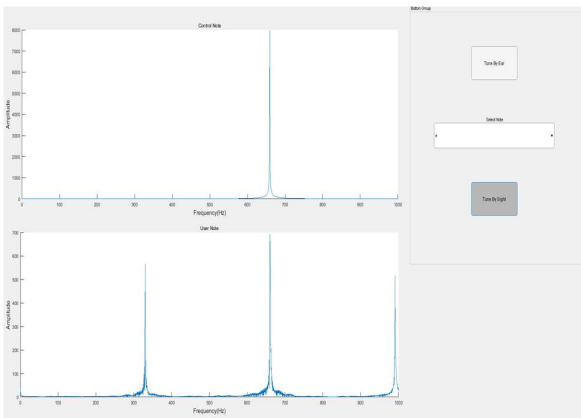 Button Group
Control Note
8000
7000
6000
5000
4000
3000
2000
1000
0
Amplitude
0 100 200 300 400 500 600 700 800 900 1000
Frequency(Hz)
Tune By Ear
Select Note
Tune By Sight
User Note
700
600
500
400
300
200
100
0
Amplitude
0 100 200 300 400 500 600 700 800 900 1000
Frequency(Hz)